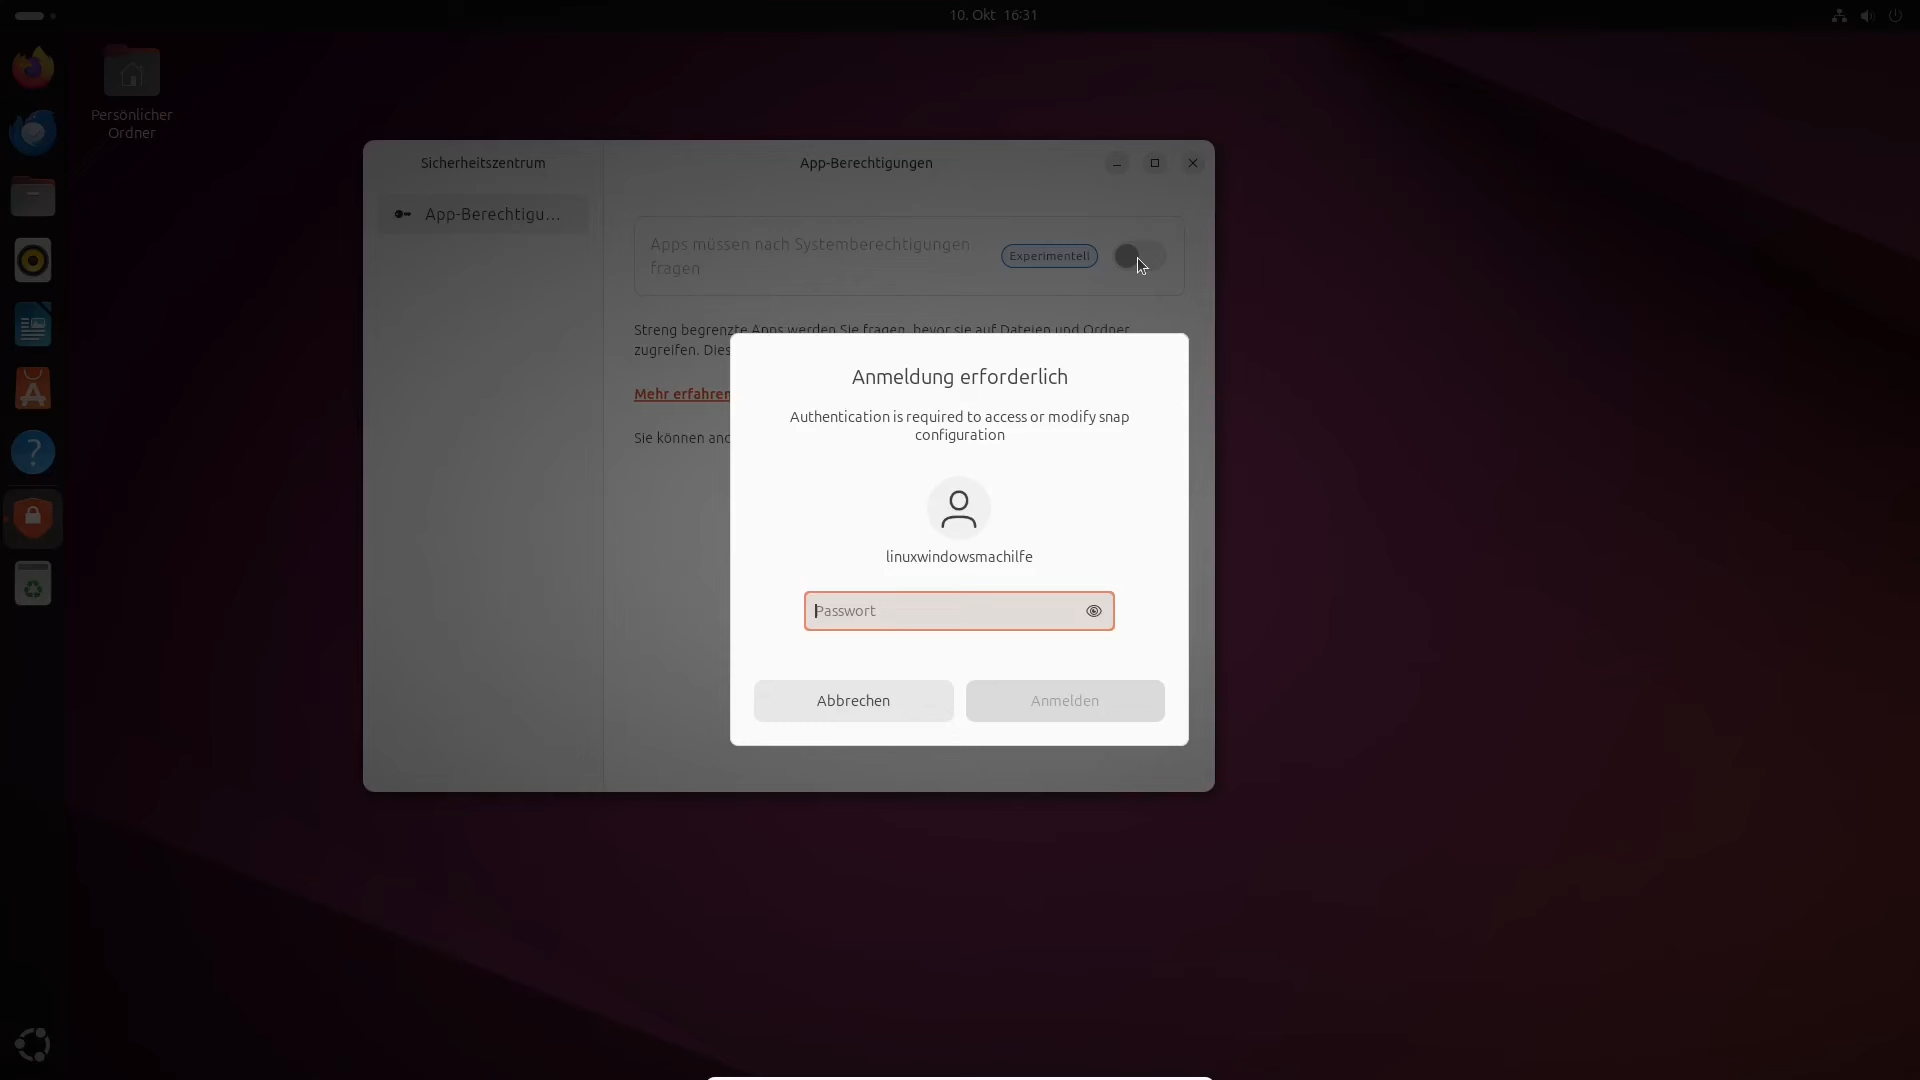 10. Okt 16:31
Persönlicher
Ordner
Sicherheitszentrum
App-Berechtigungen
App-Berechtigu...
Apps müssen nach Systemberechtigungen
fragen
Experimentell
Streng begrenzte Apps werden Sie fragen, bevor sie auf Dateien und Ordner
zugreifen. Dies
Mehr erfahren
Sie können and
Anmeldung erforderlich
Authentication is required to access or modify snap
configuration
linuxwindowsmachilfe
Passwort
Abbrechen
Anmelden